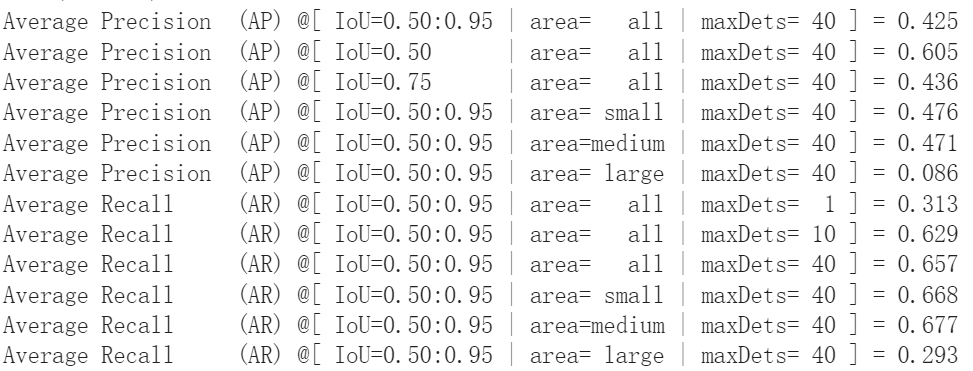 Average Precision  (AP) @[ IoU=0.50:0.95 | area=   all | maxDets= 40 ] = 0.425
Average Precision  (AP) @[ IoU=0.50      | area=   all | maxDets= 40 ] = 0.605
Average Precision  (AP) @[ IoU=0.75      | area=   all | maxDets= 40 ] = 0.436
Average Precision  (AP) @[ IoU=0.50:0.95 | area= small | maxDets= 40 ] = 0.476
Average Precision  (AP) @[ IoU=0.50:0.95 | area=medium | maxDets= 40 ] = 0.471
Average Precision  (AP) @[ IoU=0.50:0.95 | area= large | maxDets= 40 ] = 0.086
Average Recall     (AR) @[ IoU=0.50:0.95 | area=   all | maxDets=  1 ] = 0.313
Average Recall     (AR) @[ IoU=0.50:0.95 | area=   all | maxDets= 10 ] = 0.629
Average Recall     (AR) @[ IoU=0.50:0.95 | area=   all | maxDets= 40 ] = 0.657
Average Recall     (AR) @[ IoU=0.50:0.95 | area= small | maxDets= 40 ] = 0.668
Average Recall     (AR) @[ IoU=0.50:0.95 | area=medium | maxDets= 40 ] = 0.677
Average Recall     (AR) @[ IoU=0.50:0.95 | area= large | maxDets= 40 ] = 0.293